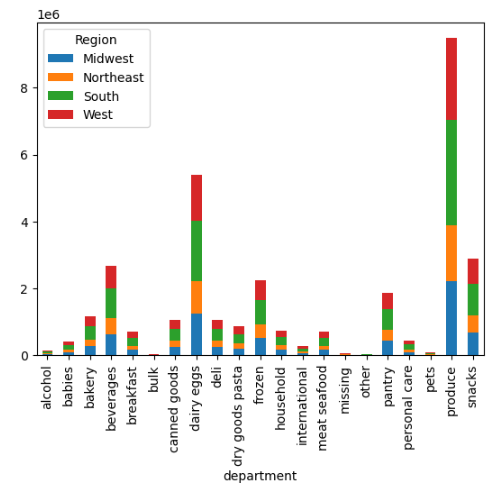 1e6
Region
Midwest
Northeast
South
West
8
6
4
2
0
alcohol
babies
bakery
beverages
breakfast
bulk
canned goods
dairy eggs
deli
dry goods pasta
frozen
household
international
meat seafood
missing
other
pantry
personal care
pets
produce
snacks
department